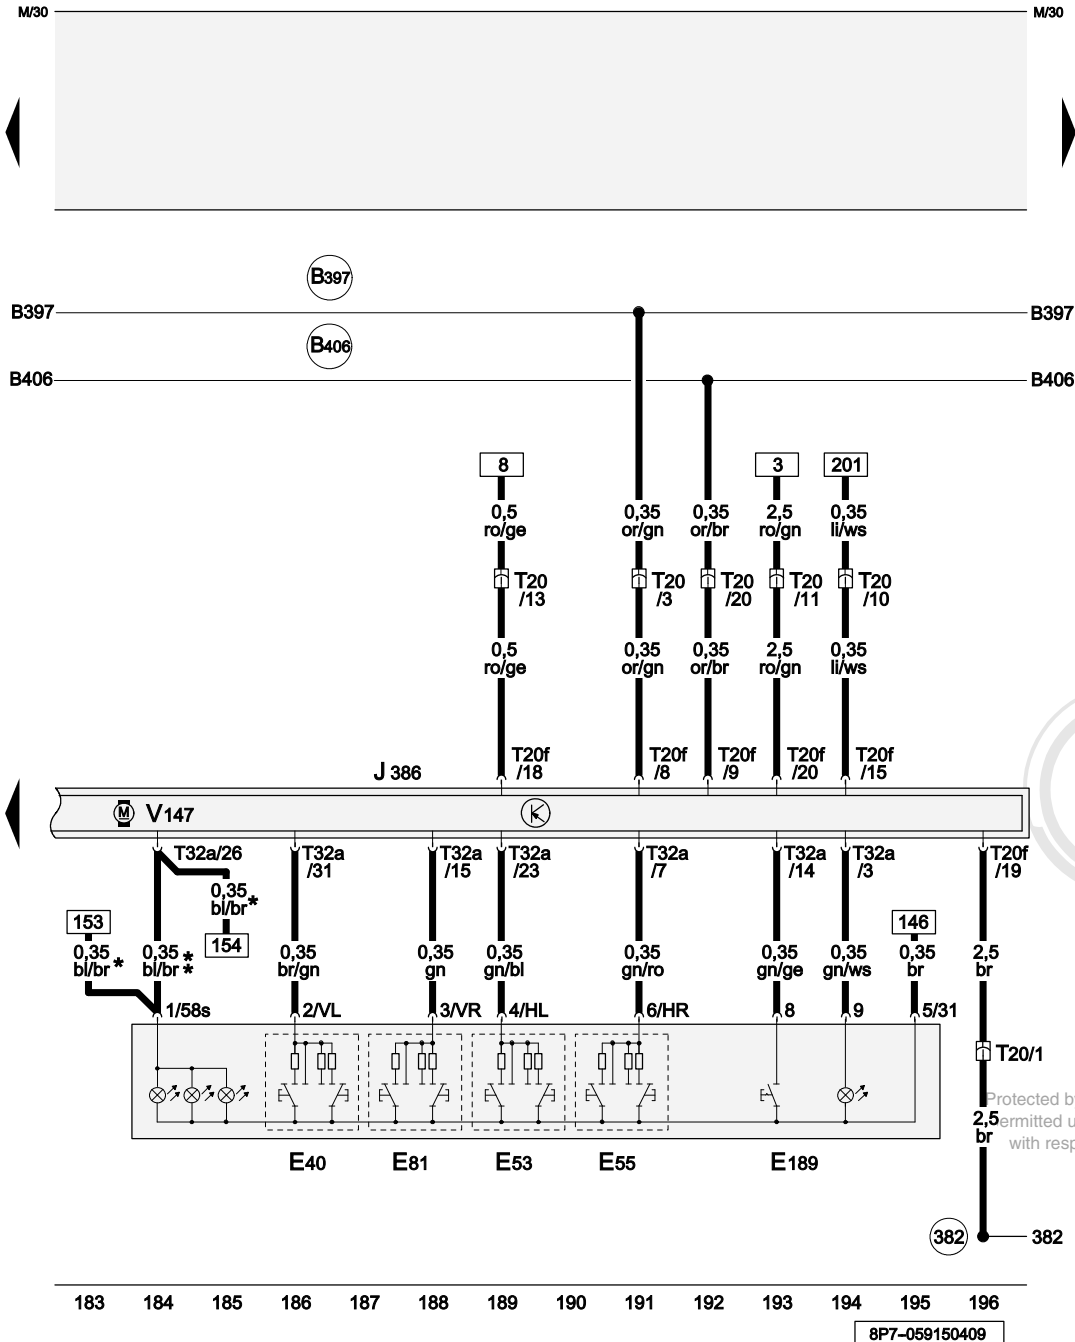 M/30 M/30
B397
B397 B397
B406
B406 B406
8 3 201
0,5 0,35 0,35 2,5 0,35
ro/ge or/gn or/br ro/gn li/ws
T20 T20 T20 T20 T20
/13 /3 /20 /11 /10
0,5 0,35 0,35 2,5 0,35
ro/ge or/gn or/br ro/gn li/ws
J 386 T20f T20f T20f T20f T20f
/18 /8 /9 /20 /15
M V147
T32a/26 T32a T32a T32a T32a T32a T32a T20f
/31 /15 /23 /7 /14 /3 /19
0,35
bl/br*
153 154 146
0,35 0,35 0,35 0,35 0,35 0,35 0,35 0,35 0,35 2,5
bl/br* bl/br** br/gn gn gn/bl gn/ro gn/ge gn/ws br br
1/58s 2/VL 3/VR 4/HL 6/HR 8 9 5/31
T20/1
Protected by
2,5 ermitted u
br with resp
E40 E81 E53 E55 E189
382 382
183 184 185 186 187 188 189 190 191 192 193 194 195 196
8P7-059150409